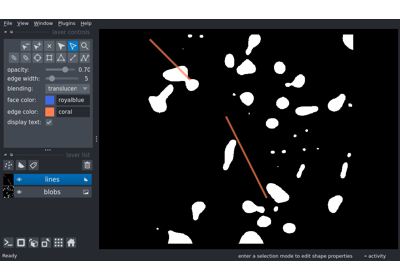 File View Window Plugins Help
layer controls
opacity: 0.70
edge width: 5
blending: translucen
face color: royalblue
edge color: coral
display text:
layer list
lines
blobs
Ready enter a selection mode to edit shape properties activity